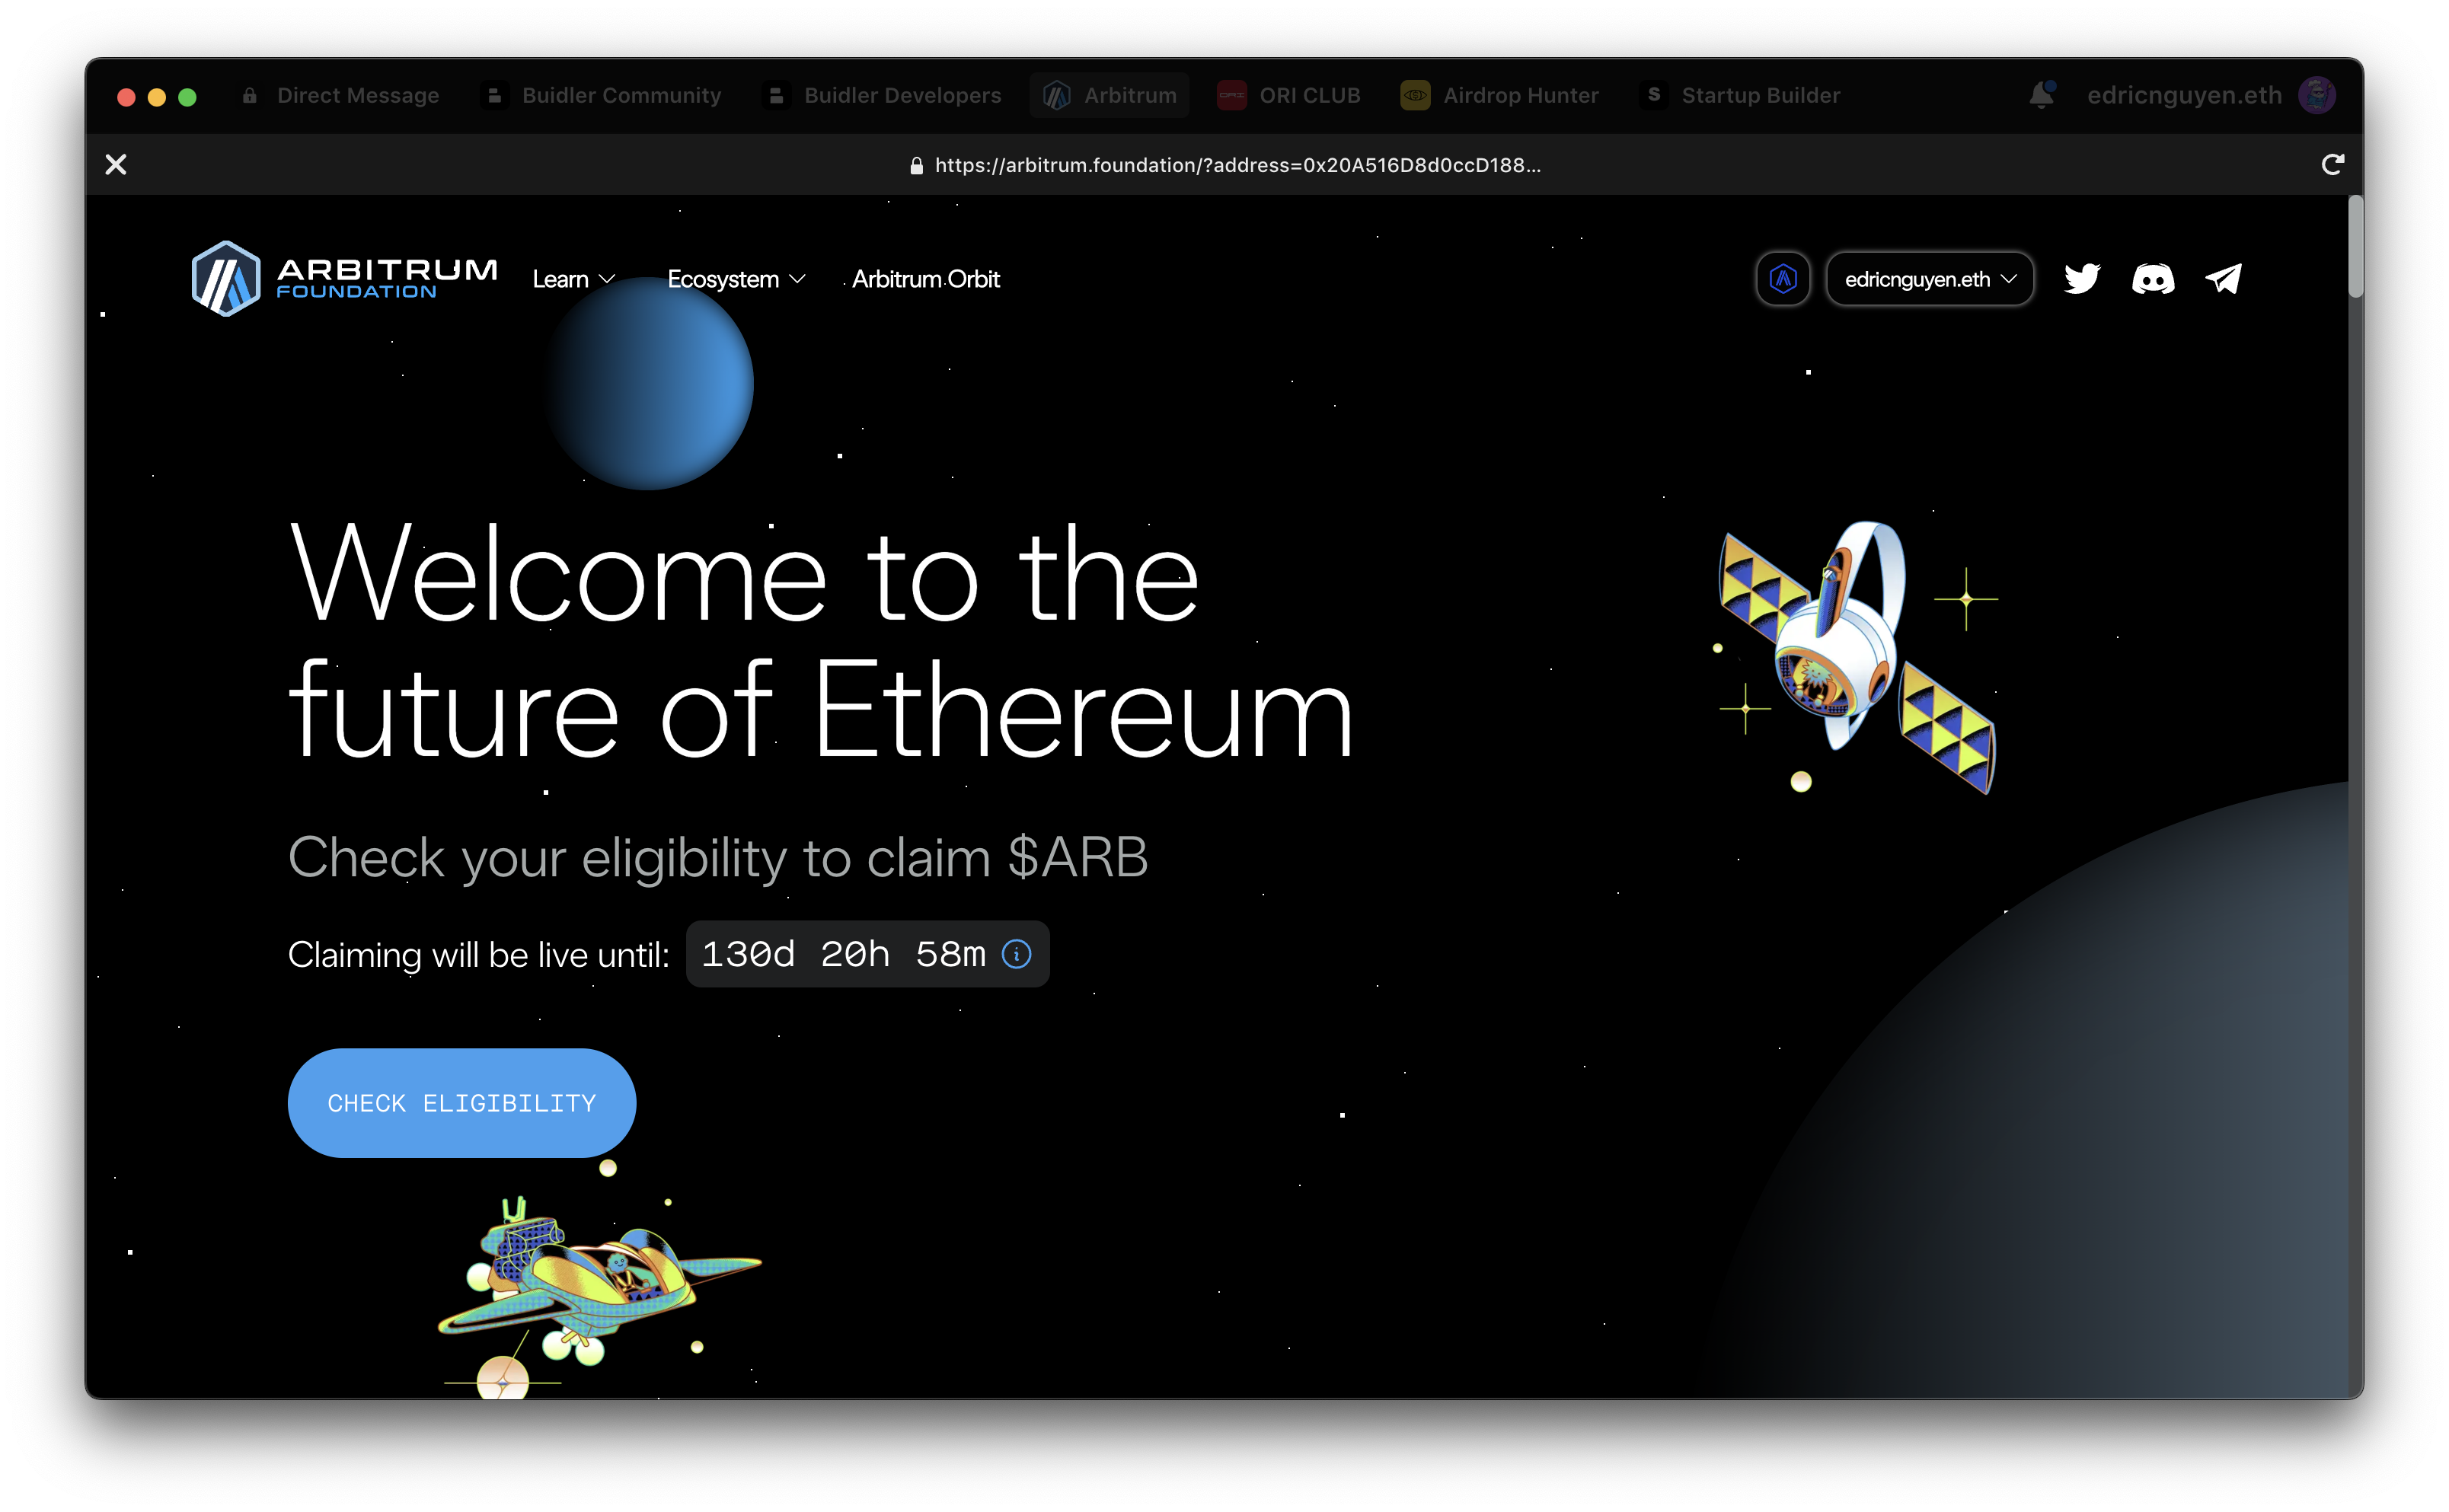 Direct Message
Buidler Community
Buidler Developers
Arbitrum
ORI CLUB
Airdrop Hunter
S
Startup Builder
edricnguyen.eth
https://arbitrum.foundation/?address=0x20A516D8d0ccD188...
ARBITRUM
FOUNDATION
Learn
Ecosystem
Arbitrum Orbit
edricnguyen.eth
Welcome to the
future of Ethereum
Check your eligibility to claim $ARB
Claiming will be live until: 130d 20h 58m
CHECK ELIGIBILITY